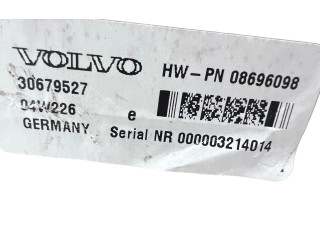 VOLVO HW-PN 08696098
30679527
04W226 e
GERMANY Serial NR 000003214014